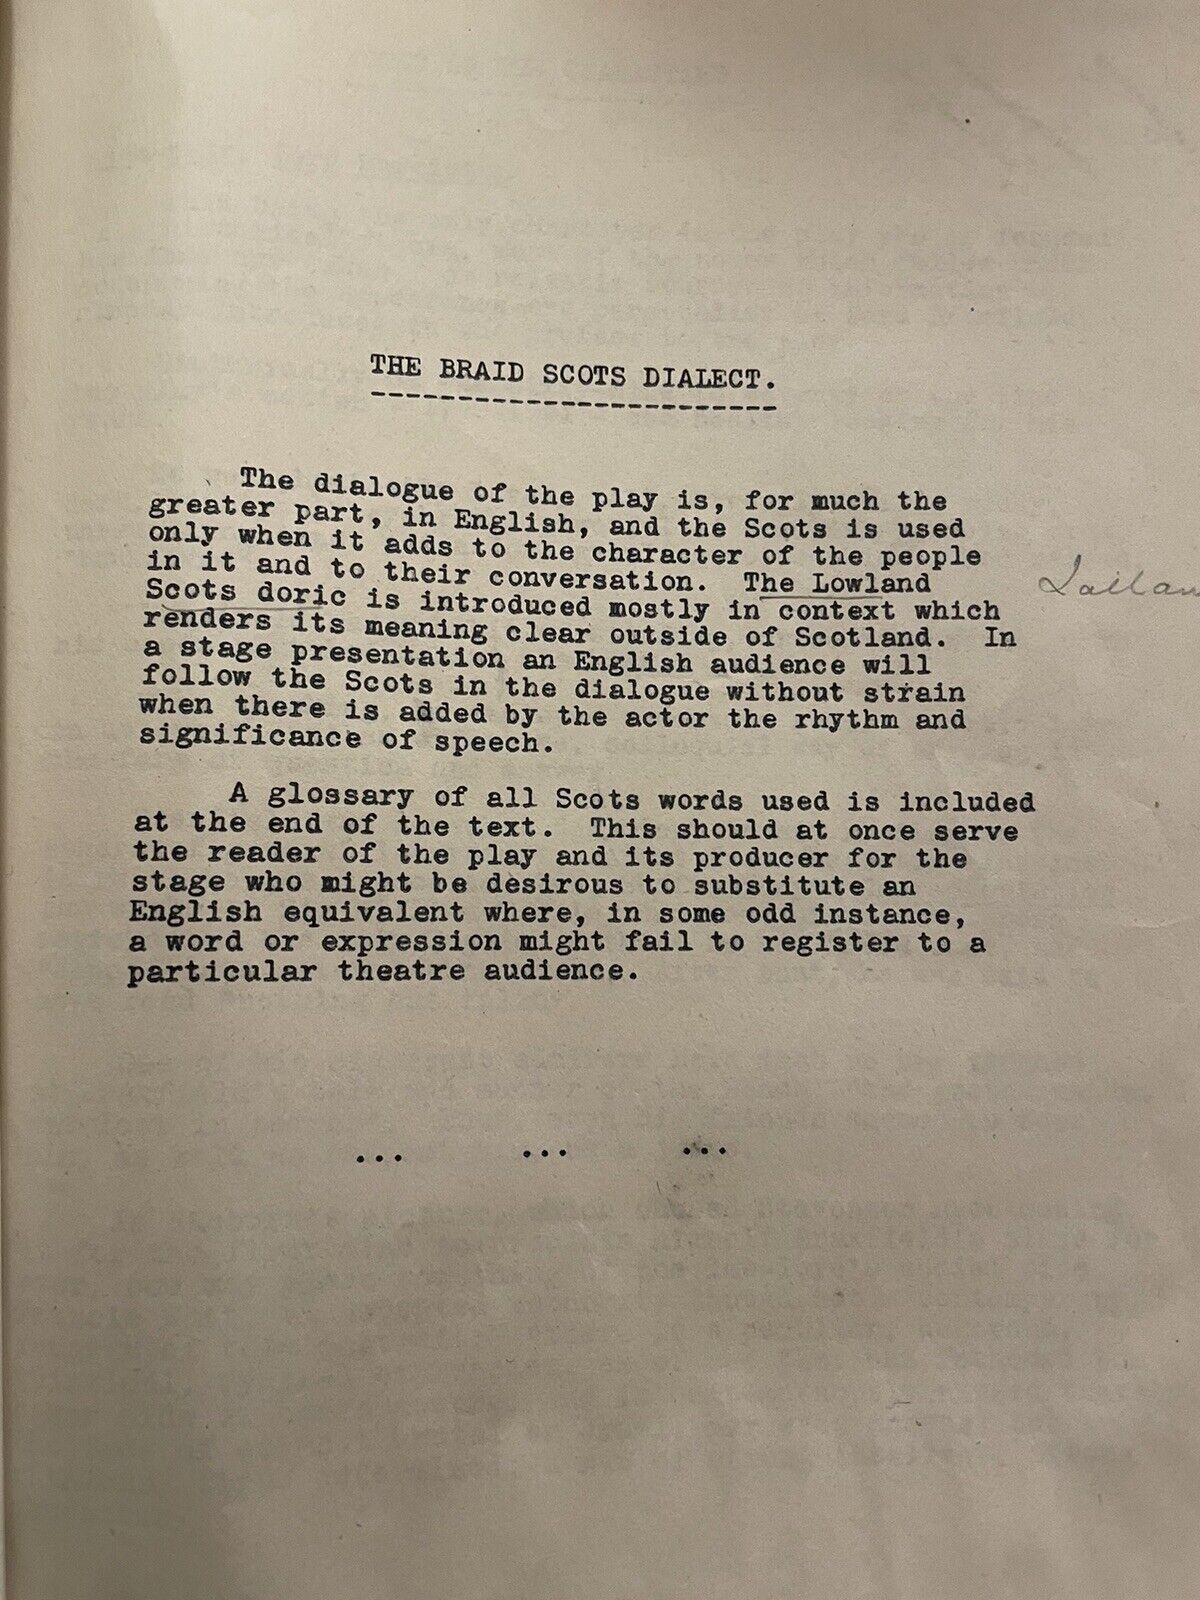 THE BRAID SCOTS DIALECT.
The dialogue of the play is, for much the
greater part, in English, and the Scots is used
only when it adds to the character of the people
in it and to their conversation. The Lowland
Scots doric is introduced mostly in context which
renders its meaning clear outside of Scotland. In
a stage presentation an English audience will
follow the Scots in the dialogue without strain
when there is added by the actor the rhythm and
significance of speech.
A glossary of all Scots words used is included
at the end of the text. This should at once serve
the reader of the play and its producer for the
stage who might be desirous to substitute an
English equivalent where, in some odd instance,
a word or expression might fail to register to a
particular theatre audience.
... ... ...